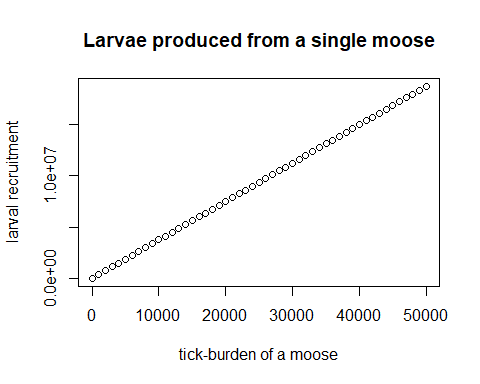 Larvae produced from a single moose
larval recruitment
1.0e+07
0.0e+00
0 10000 20000 30000 40000 50000
tick-burden of a moose